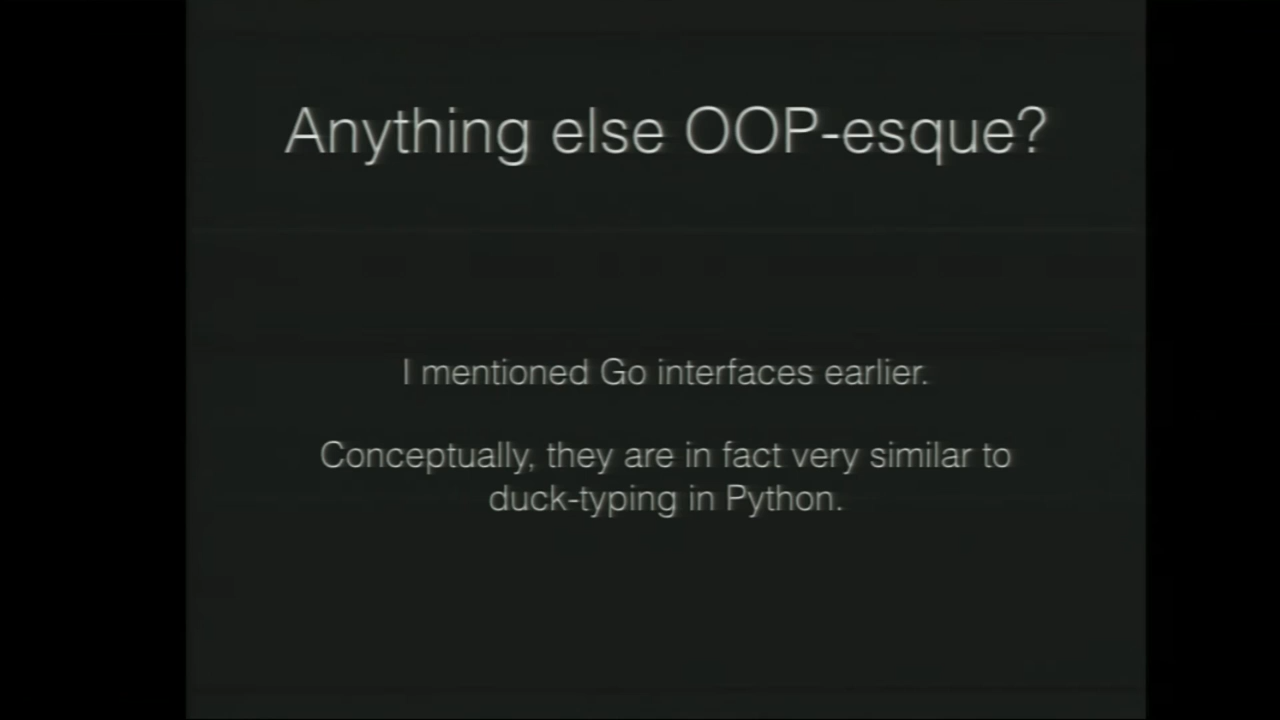 Anything else OOP-esque?
I mentioned Go interfaces earlier.
Conceptually, they are in fact very similar to
duck-typing in Python.